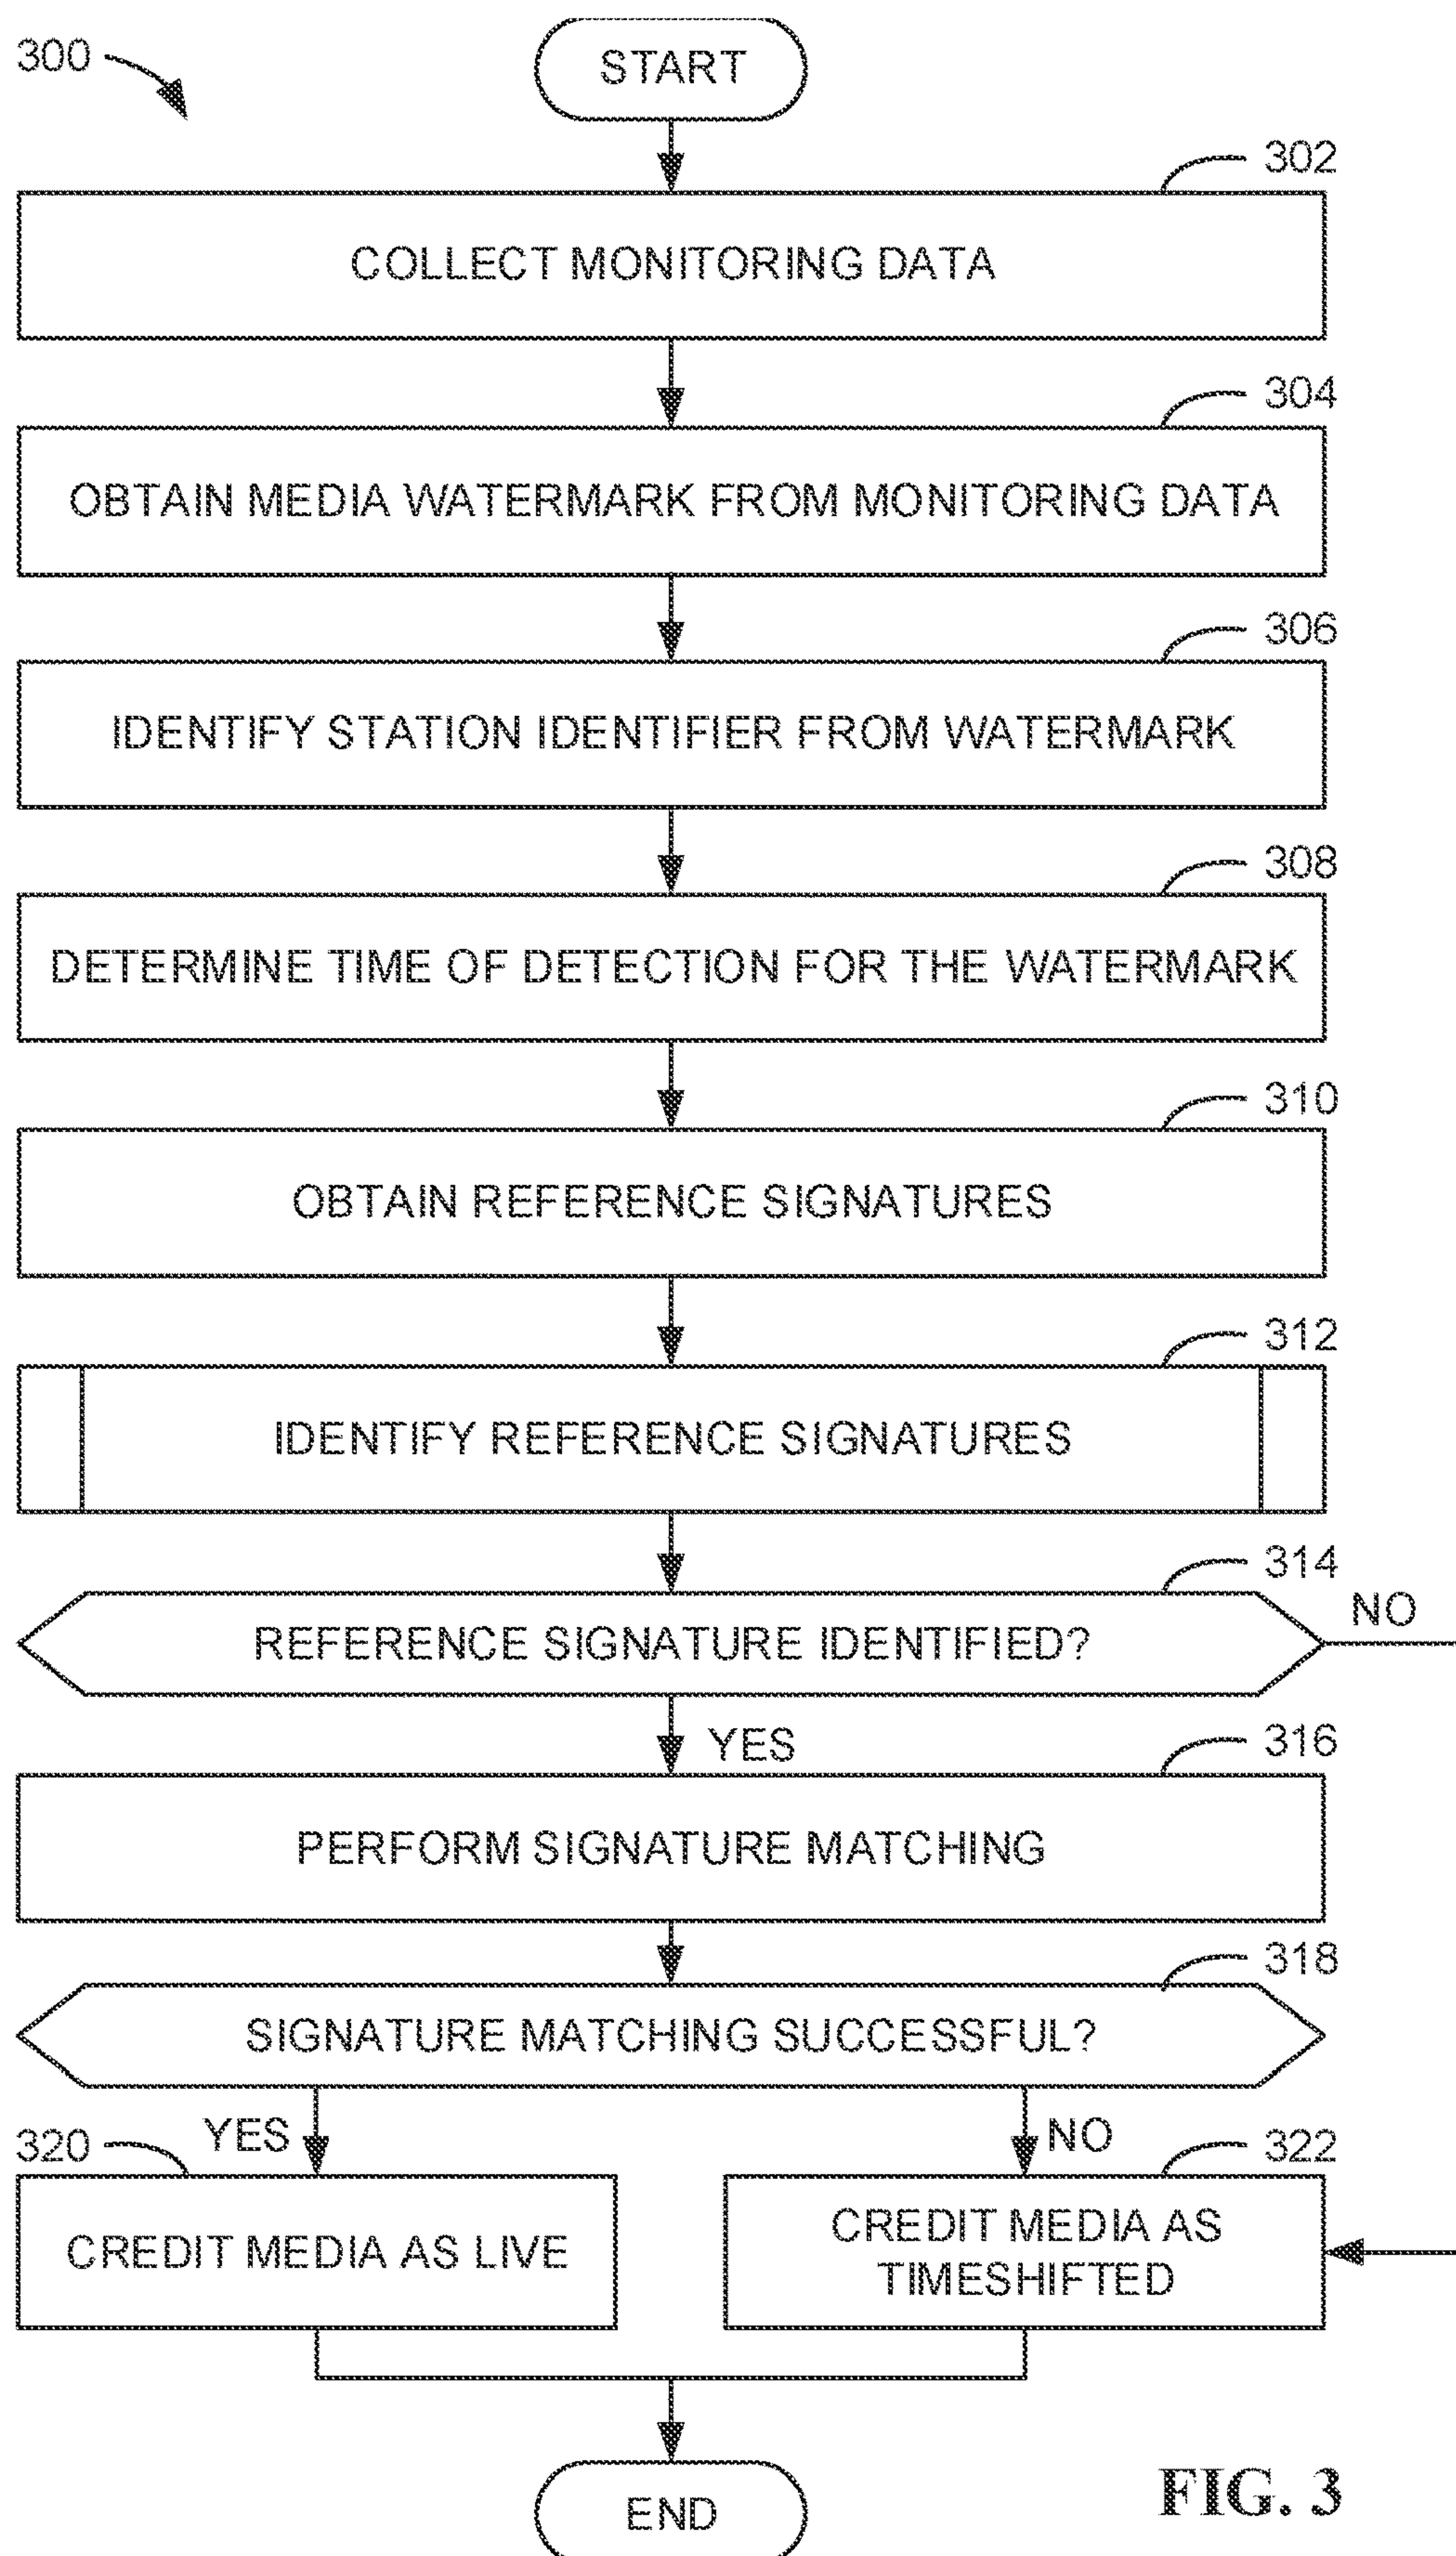 300
START
302
COLLECT MONITORING DATA
304
OBTAIN MEDIA WATERMARK FROM MONITORING DATA
306
IDENTIFY STATION IDENTIFIER FROM WATERMARK
308
DETERMINE TIME OF DETECTION FOR THE WATERMARK
310
OBTAIN REFERENCE SIGNATURES
312
IDENTIFY REFERENCE SIGNATURES
314
REFERENCE SIGNATURE IDENTIFIED?
NO
YES
316
PERFORM SIGNATURE MATCHING
318
SIGNATURE MATCHING SUCCESSFUL?
YES
NO
320
CREDIT MEDIA AS LIVE
322
CREDIT MEDIA AS
TIMESHIFTED
END
FIG. 3